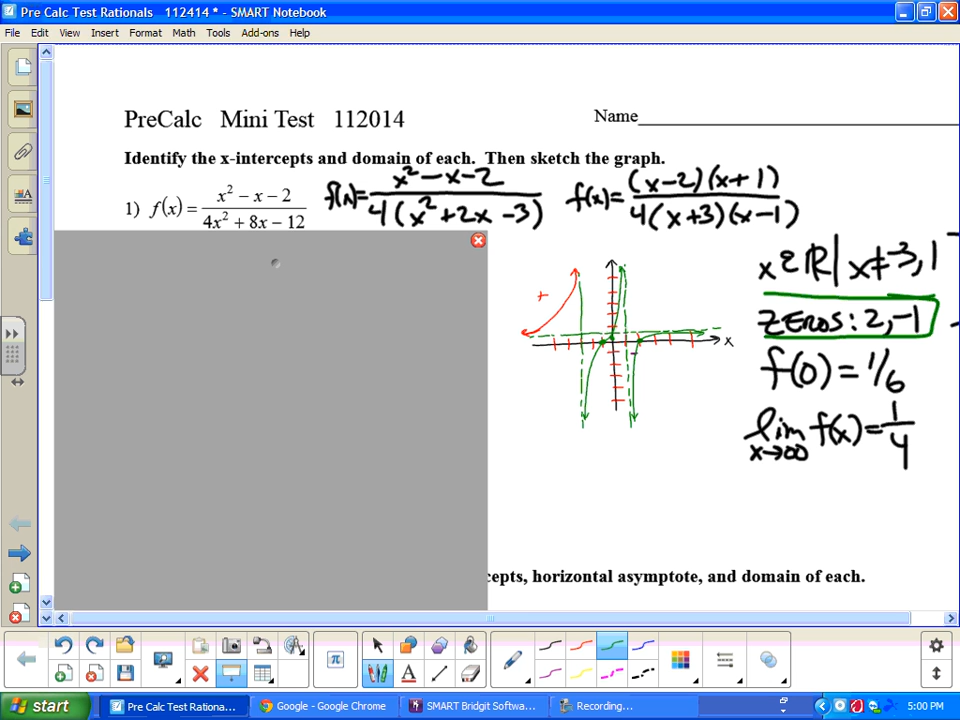 Pre Calc Test Rationals 112414 * - SMART Notebook
File Edit View Insert Format Math Tools Add-ons Help
PreCalc Mini Test 112014
Name
Identify the x-intercepts and domain of each. Then sketch the graph.
1) f(x) = (x² − x − 2)/(4x² + 8x − 12)
f(x) = (x² − x − 2)/(4(x² + 2x − 3))
f(x) = ((x−2)(x+1))/(4(x+3)(x−1))
x ∈ ℝ | x ≠ -3, 1
ZEROS: 2, -1
f(0) = 1/6
lim x→∞ f(x) = 1/4
+
x
cepts, horizontal asymptote, and domain of each.
π
A
start
Pre Calc Test Rationa...
Google - Google Chrome
SMART Bridgit Softwa...
Recording...
5:00 PM